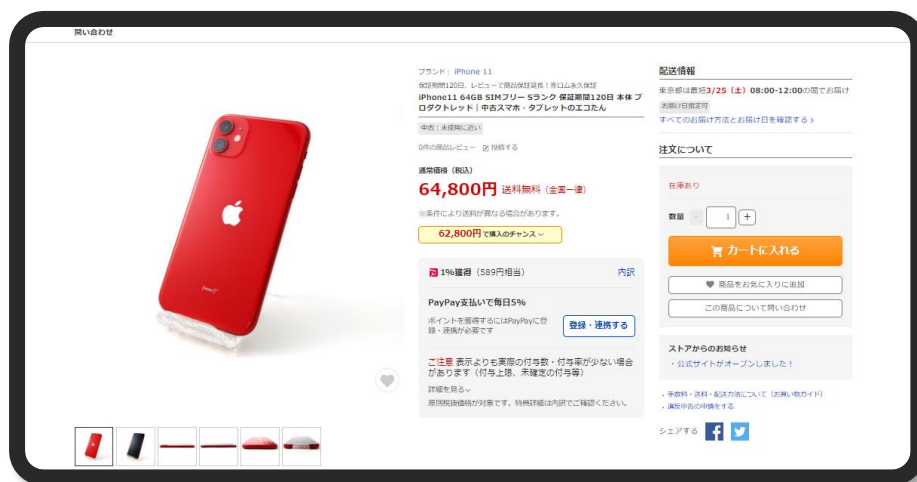 問い合わせ
ブランド： iPhone 11
保証期間120日、レビューで商品保証延長！赤ロム永久保証
iPhone11 64GB SIMフリー Sランク 保証期間120日 本体 プ
ロダクトレッド｜中古スマホ・タブレットのエコたん
中古：未使用に近い
0件の商品レビュー 投稿する
通常価格（税込）
64,800円 送料無料（全国一律）
※条件により送料が異なる場合があります。
62,800円で購入のチャンス
1%獲得（589円相当） 内訳
PayPay支払いで毎日5%
ポイントを獲得するにはPayPayに登
録・連携が必要です
登録・連携する
ご注意 表示よりも実際の付与数・付与率が少ない場合
があります（付与上限、未確定の付与等）
詳細を見る
原則税抜価格が対象です。特典詳細は内訳でご確認ください。
配送情報
東京都は最短3/25（土）08:00-12:00の間でお届け
お届け日指定可
すべてのお届け方法とお届け日を確認する
注文について
在庫あり
数量 - 1 +
カートに入れる
商品をお気に入りに追加
この商品について問い合わせ
ストアからのお知らせ
・公式サイトがオープンしました！
・手数料・送料・配送方法について（お買い物ガイド）
・違反申告の申請をする
シェアする